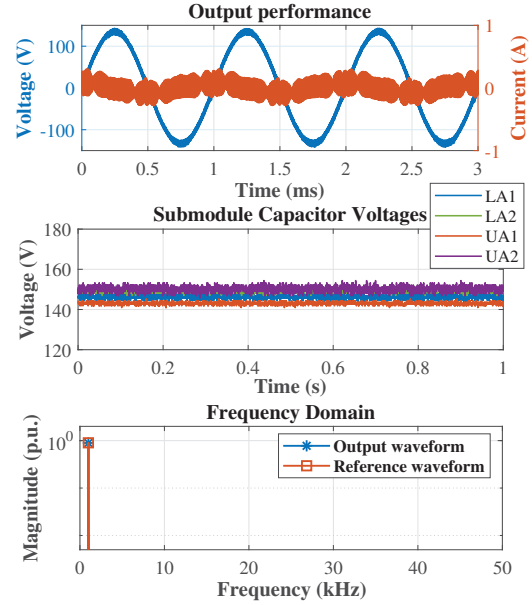 Output performance
Voltage (V)
100
0
-100
1
0
-1
Current (A)
0 0.5 1 1.5 2 2.5 3
Time (ms)
LA1
LA2
UA1
UA2
Submodule Capacitor Voltages
Voltage (V)
180
160
140
120
0 0.2 0.4 0.6 0.8 1
Time (s)
Frequency Domain
Magnitude (p.u.)
10^0
Output waveform
Reference waveform
0 10 20 30 40 50
Frequency (kHz)